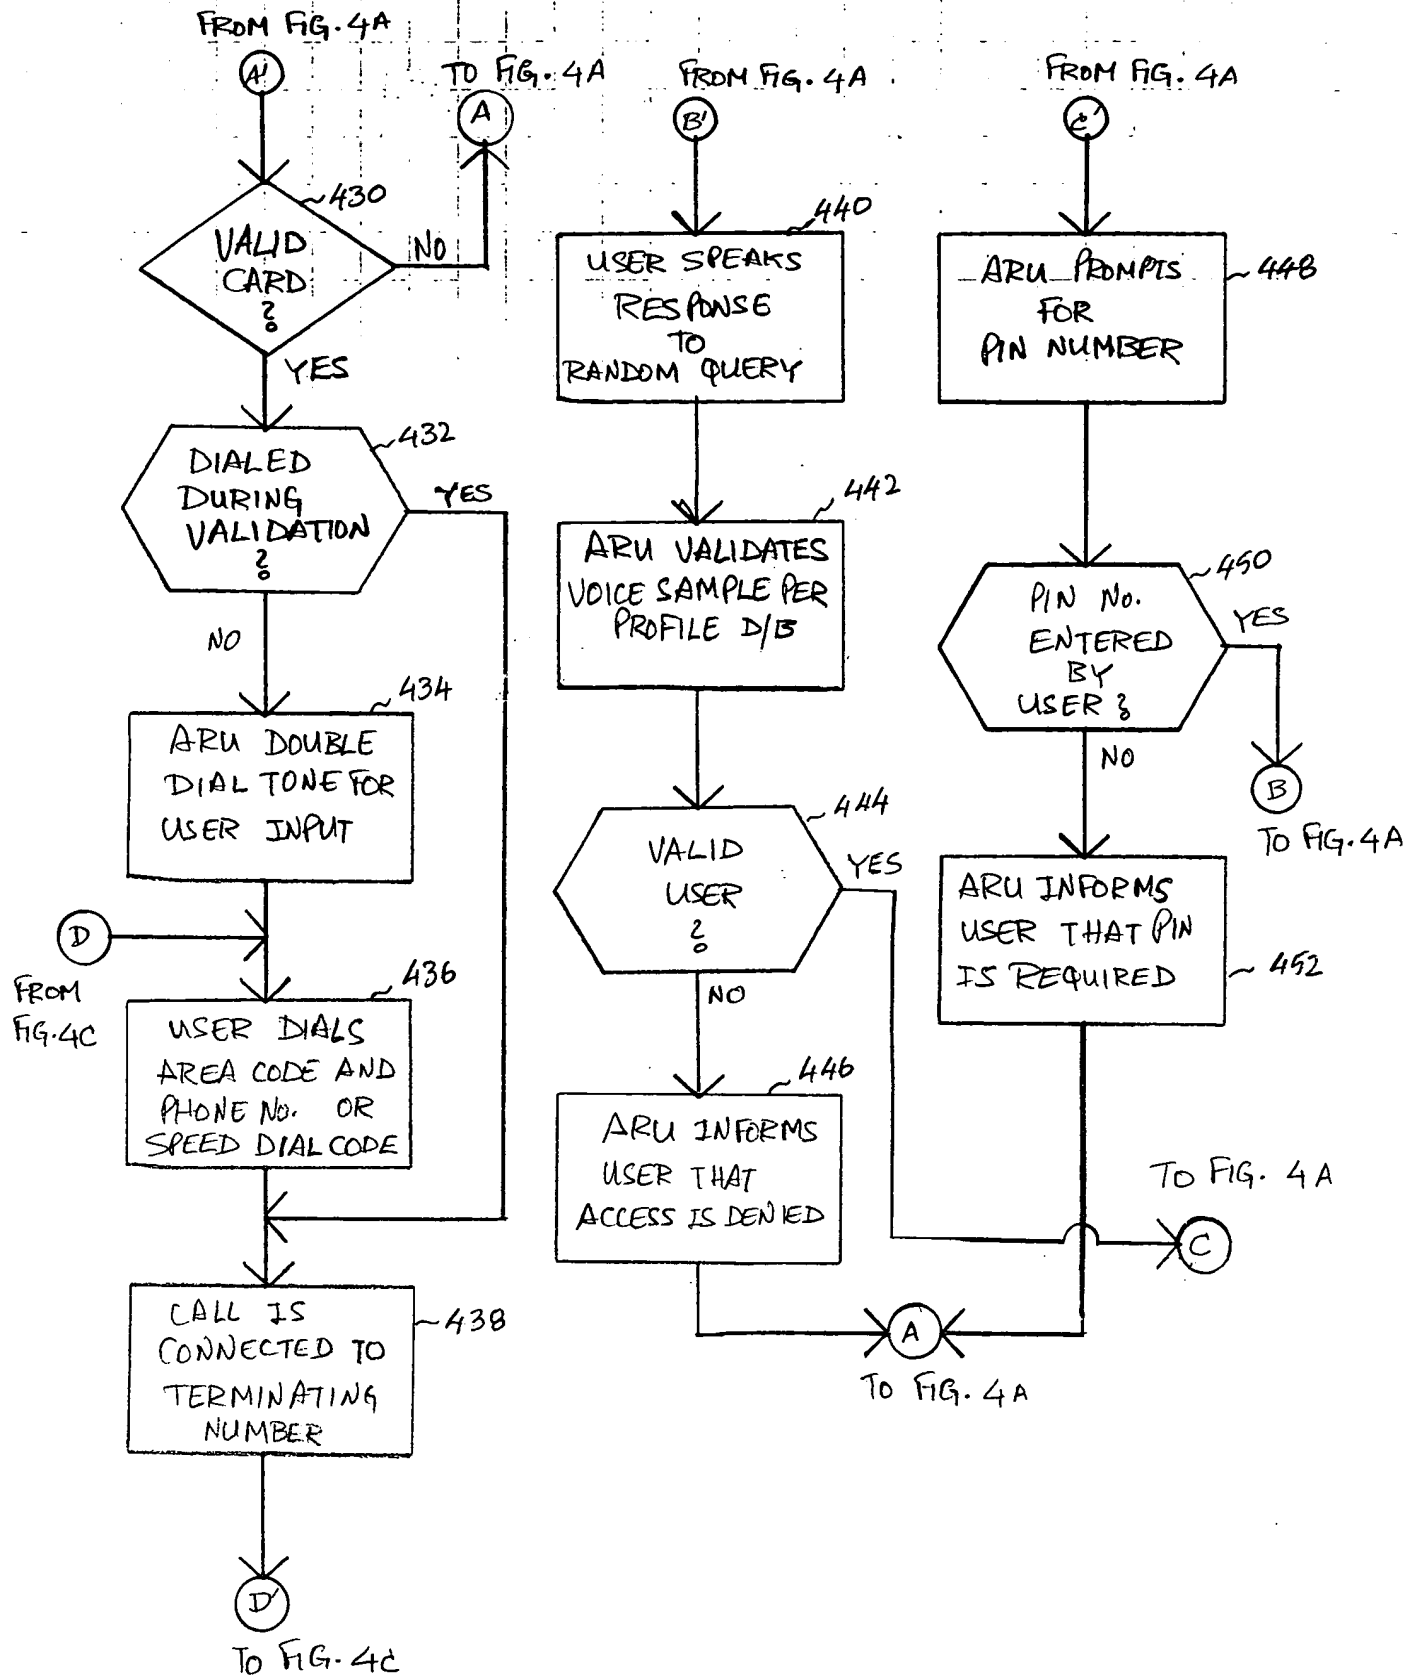 FROM FIG. 4A
A'
TO FIG. 4A
A
430
VALID
CARD
?
NO
YES
432
DIALED
DURING
VALIDATION
?
YES
NO
434
ARU DOUBLE
DIAL TONE FOR
USER INPUT
D
FROM
FIG. 4C
436
USER DIALS
AREA CODE AND
PHONE No. OR
SPEED DIAL CODE
CALL IS
CONNECTED TO
TERMINATING
NUMBER
438
D'
TO FIG. 4C
FROM FIG. 4A
B'
440
USER SPEAKS
RESPONSE
TO
RANDOM QUERY
442
ARU VALIDATES
VOICE SAMPLE PER
PROFILE D/B
444
VALID
USER
?
YES
NO
446
ARU INFORMS
USER THAT
ACCESS IS DENIED
A
TO FIG. 4A
FROM FIG. 4A
C'
ARU PROMPTS
FOR
PIN NUMBER
448
450
PIN No.
ENTERED
BY
USER ?
YES
B
TO FIG. 4A
NO
ARU INFORMS
USER THAT PIN
IS REQUIRED
452
TO FIG. 4A
C